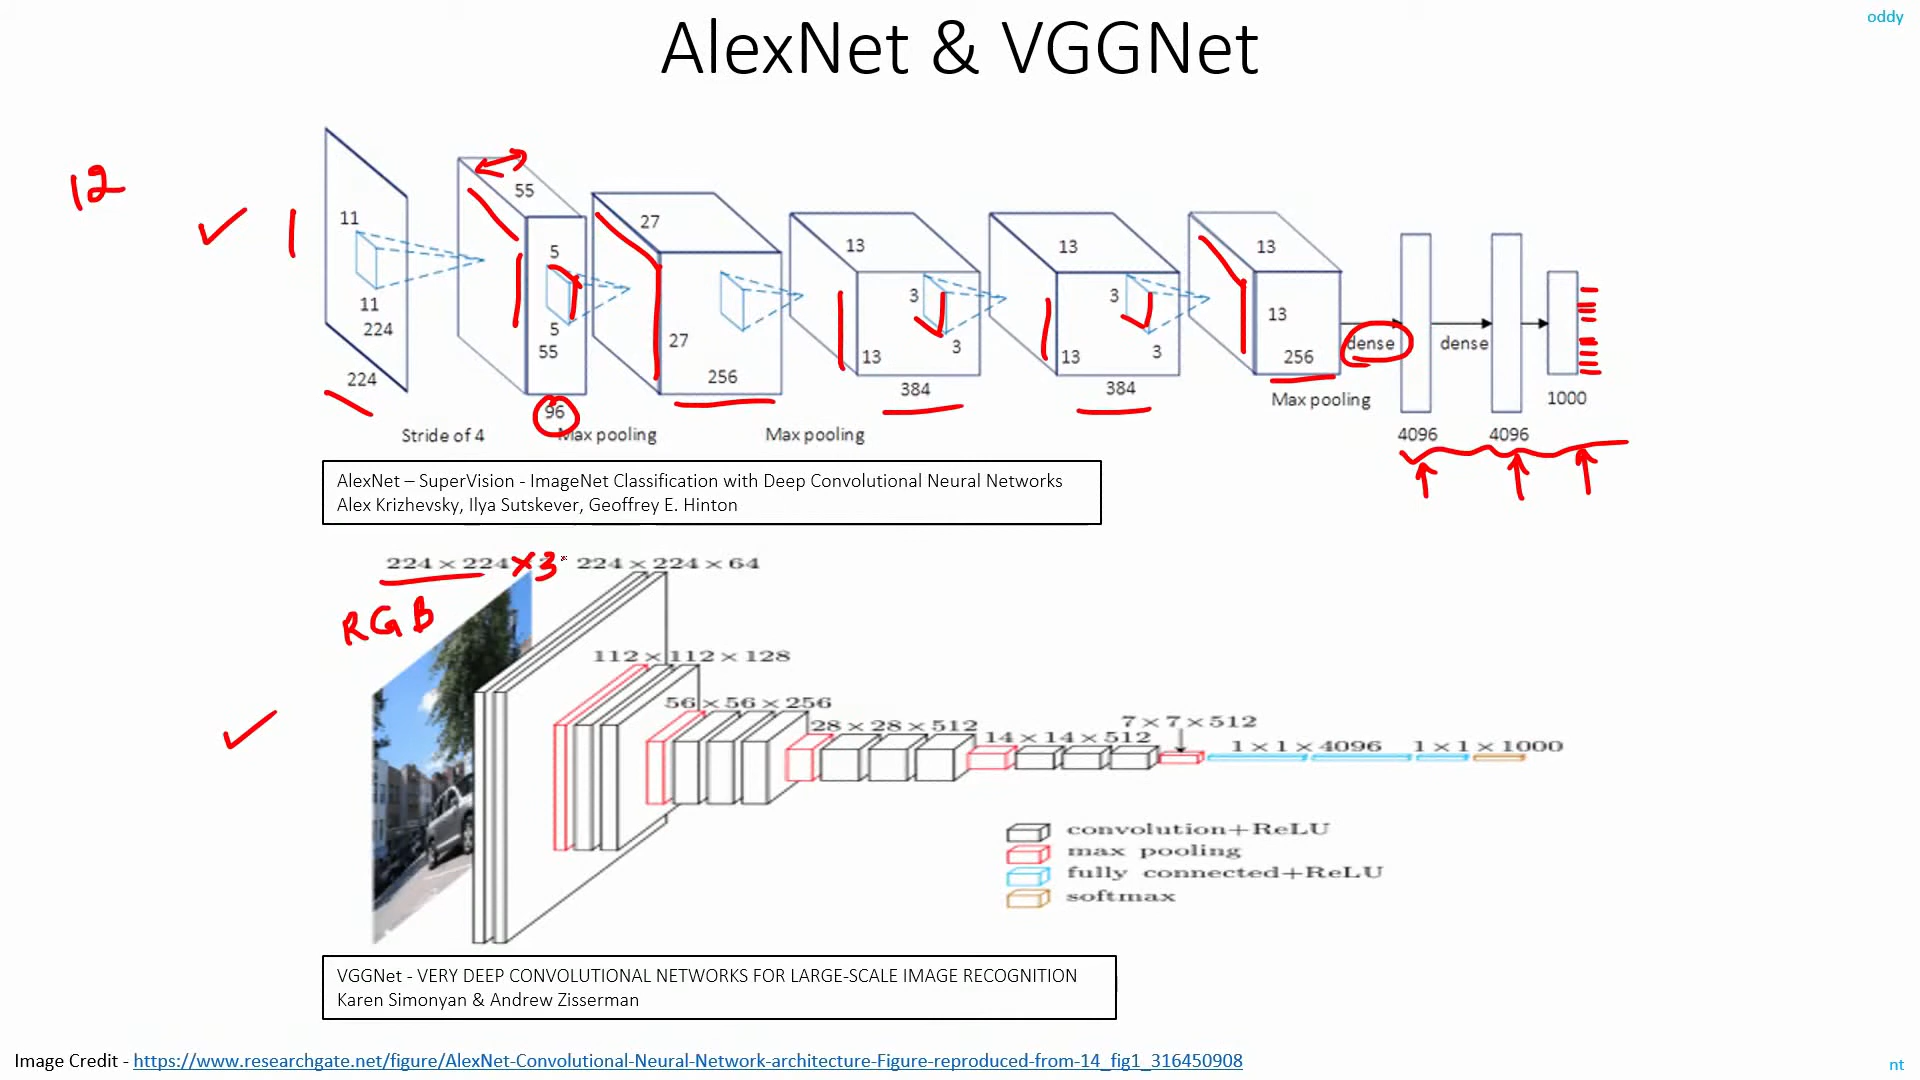 AlexNet & VGGNet
oddy
12
1
11
11
224
224
55
5
5
55
96
Stride of 4
Max pooling
27
27
256
Max pooling
13
13
384
3
3
13
13
384
3
3
13
13
256
Max pooling
dense
dense
4096
4096
1000
AlexNet – SuperVision - ImageNet Classification with Deep Convolutional Neural Networks
Alex Krizhevsky, Ilya Sutskever, Geoffrey E. Hinton
224 × 224 ×3
224 × 224 × 64
RGB
112 × 112 × 128
56 × 56 × 256
28 × 28 × 512
14 × 14 × 512
7 × 7 × 512
1 × 1 × 4096
1 × 1 × 1000
convolution+ReLU
max pooling
fully connected+ReLU
softmax
VGGNet - VERY DEEP CONVOLUTIONAL NETWORKS FOR LARGE-SCALE IMAGE RECOGNITION
Karen Simonyan & Andrew Zisserman
Image Credit - https://www.researchgate.net/figure/AlexNet-Convolutional-Neural-Network-architecture-Figure-reproduced-from-14_fig1_316450908
nt